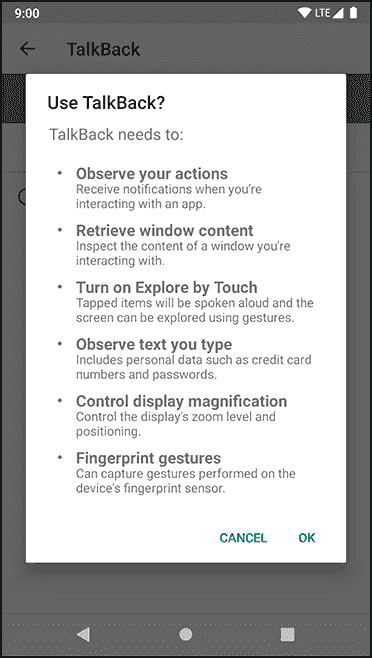 9:00 LTE
TalkBack
Use TalkBack?
TalkBack needs to:
• Observe your actions
Receive notifications when you're
interacting with an app.
• Retrieve window content
Inspect the content of a window you're
interacting with.
• Turn on Explore by Touch
Tapped items will be spoken aloud and the
screen can be explored using gestures.
• Observe text you type
Includes personal data such as credit card
numbers and passwords.
• Control display magnification
Control the display's zoom level and
positioning.
• Fingerprint gestures
Can capture gestures performed on the
device's fingerprint sensor.
CANCEL OK